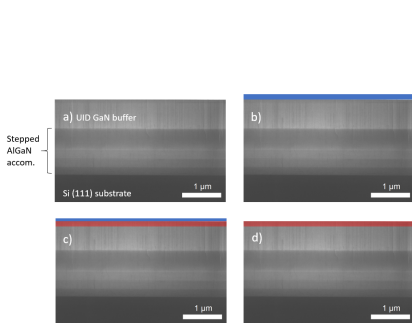 a) UID GaN buffer
b)
Stepped
AlGaN
accom.
1 μm
1 μm
Si (111) substrate
c)
d)
1 μm
1 μm